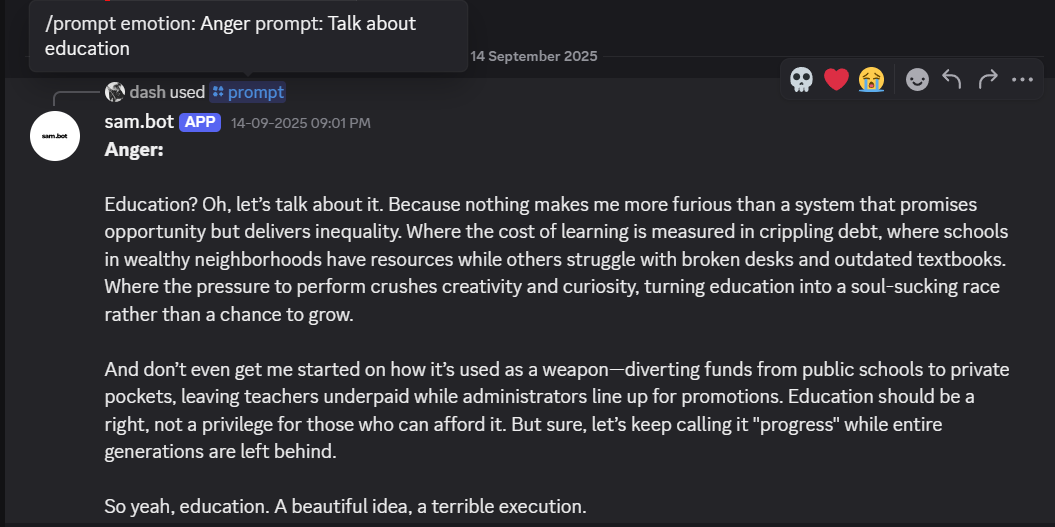 /prompt emotion: Anger prompt: Talk about
education
14 September 2025
dash used prompt
sam.bot
sam.bot APP 14-09-2025 09:01 PM
Anger:
Education? Oh, let’s talk about it. Because nothing makes me more furious than a system that promises
opportunity but delivers inequality. Where the cost of learning is measured in crippling debt, where schools
in wealthy neighborhoods have resources while others struggle with broken desks and outdated textbooks.
Where the pressure to perform crushes creativity and curiosity, turning education into a soul-sucking race
rather than a chance to grow.
And don’t even get me started on how it’s used as a weapon—diverting funds from public schools to private
pockets, leaving teachers underpaid while administrators line up for promotions. Education should be a
right, not a privilege for those who can afford it. But sure, let’s keep calling it "progress" while entire
generations are left behind.
So yeah, education. A beautiful idea, a terrible execution.